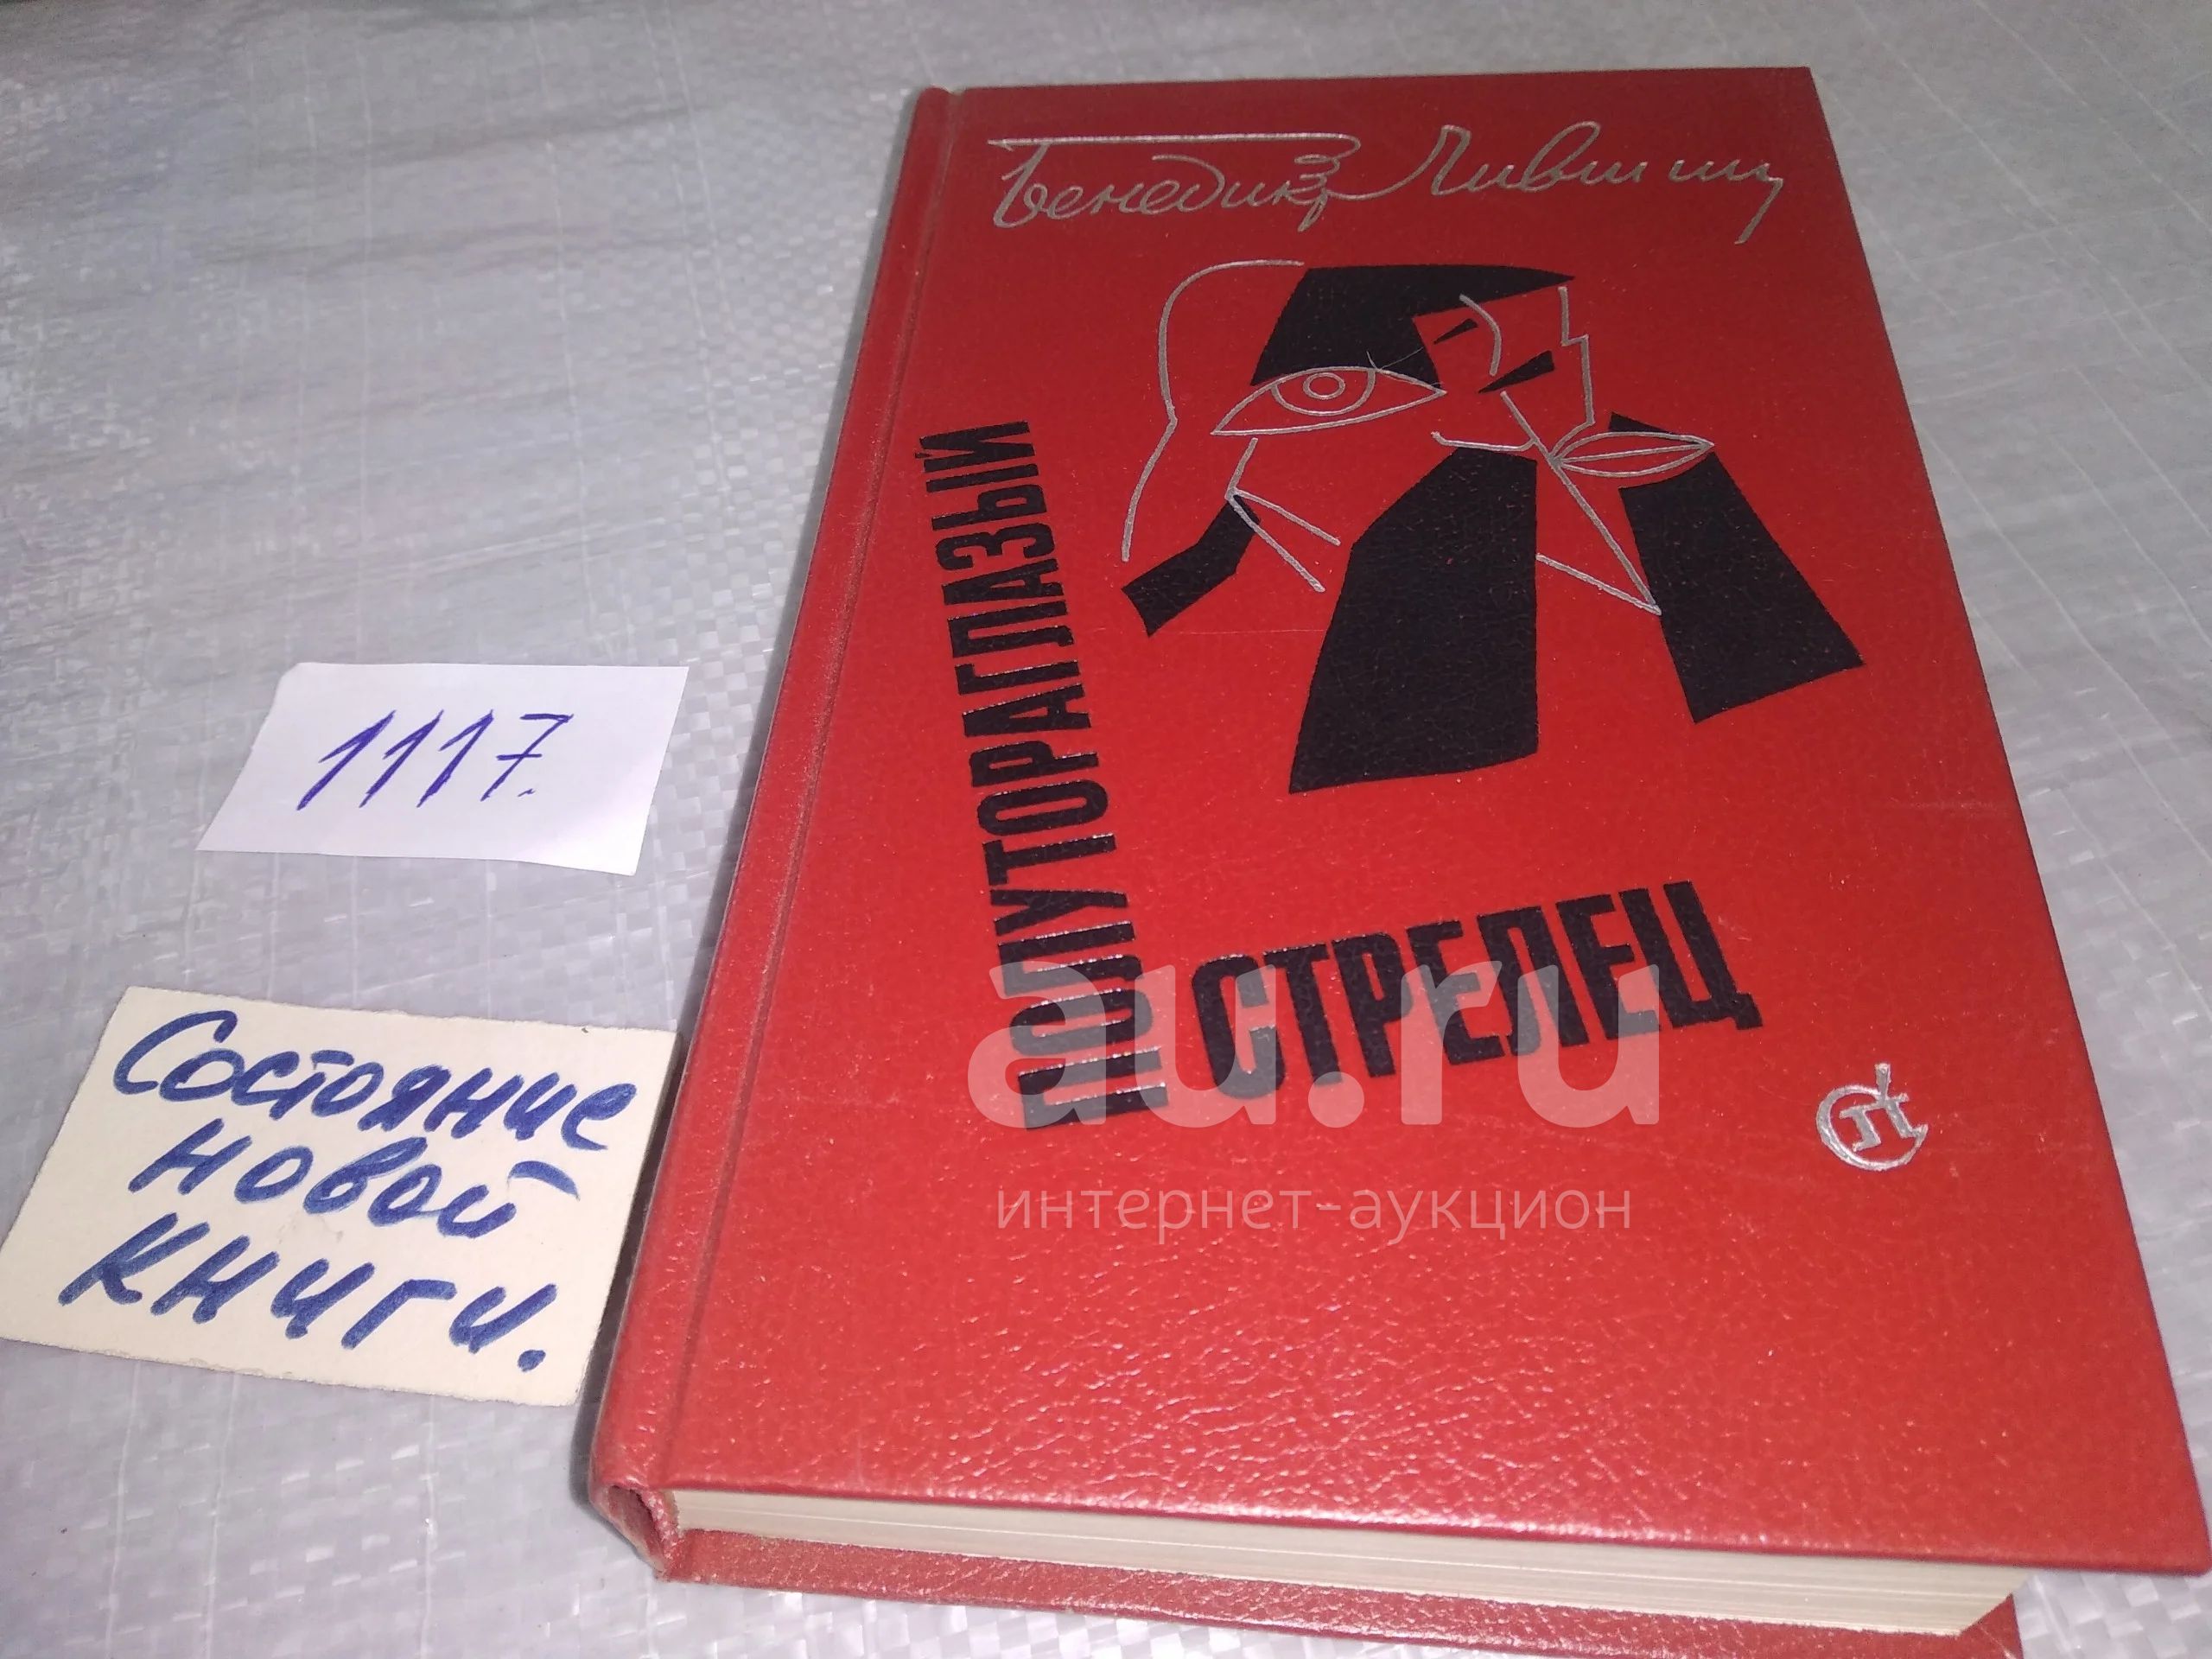 Бенедикт Лившиц
ПОЛУТОРАГЛАЗЫЙ
СТРЕЛЕЦ
1117.
Состояние
новой
книги.
au.ru
интернет-аукцион